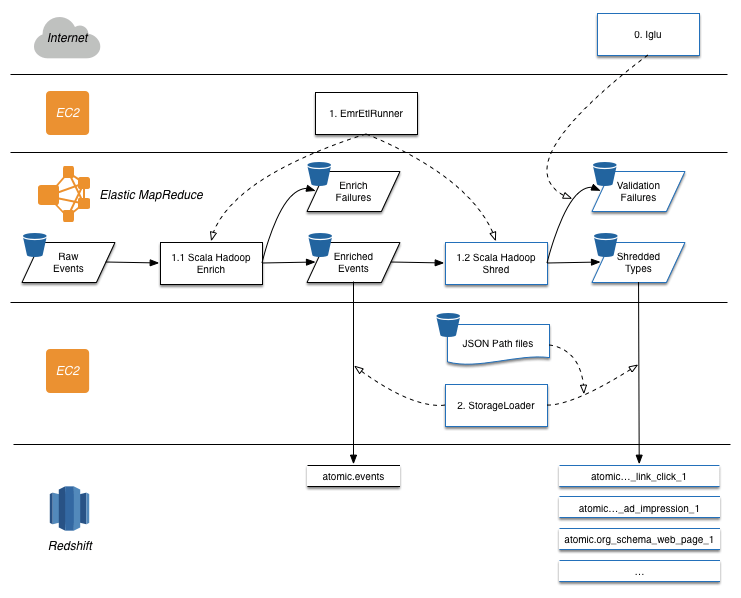 Internet
0. Iglu
EC2
1. EmrEtlRunner
Elastic MapReduce
Enrich
Failures
Validation
Failures
Raw
Events
1.1 Scala Hadoop
Enrich
Enriched
Events
1.2 Scala Hadoop
Shred
Shredded
Types
EC2
JSON Path files
2. StorageLoader
atomic.events
atomic…_link_click_1
atomic…_ad_impression_1
atomic.org_schema_web_page_1
…
Redshift